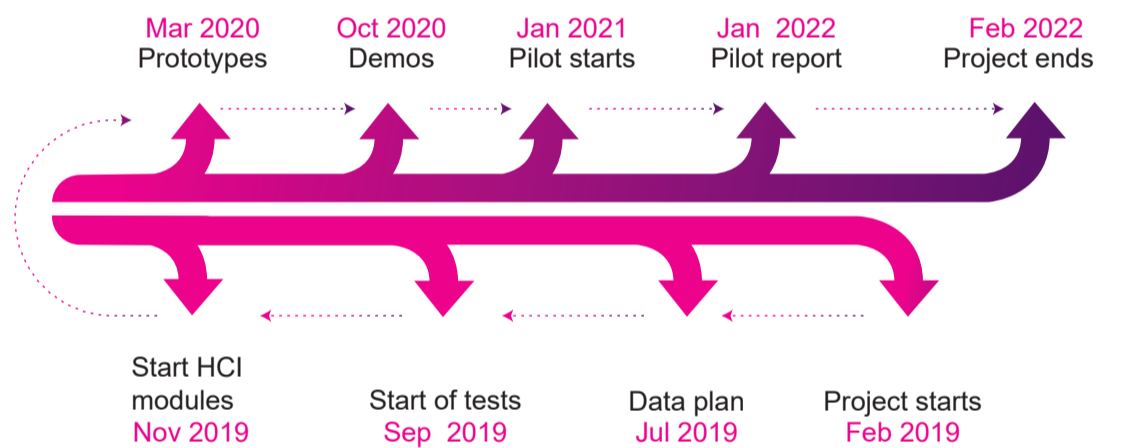 Mar 2020
Prototypes
Oct 2020
Demos
Jan 2021
Pilot starts
Jan 2022
Pilot report
Feb 2022
Project ends
Start HCI
modules
Nov 2019
Start of tests
Sep 2019
Data plan
Jul 2019
Project starts
Feb 2019